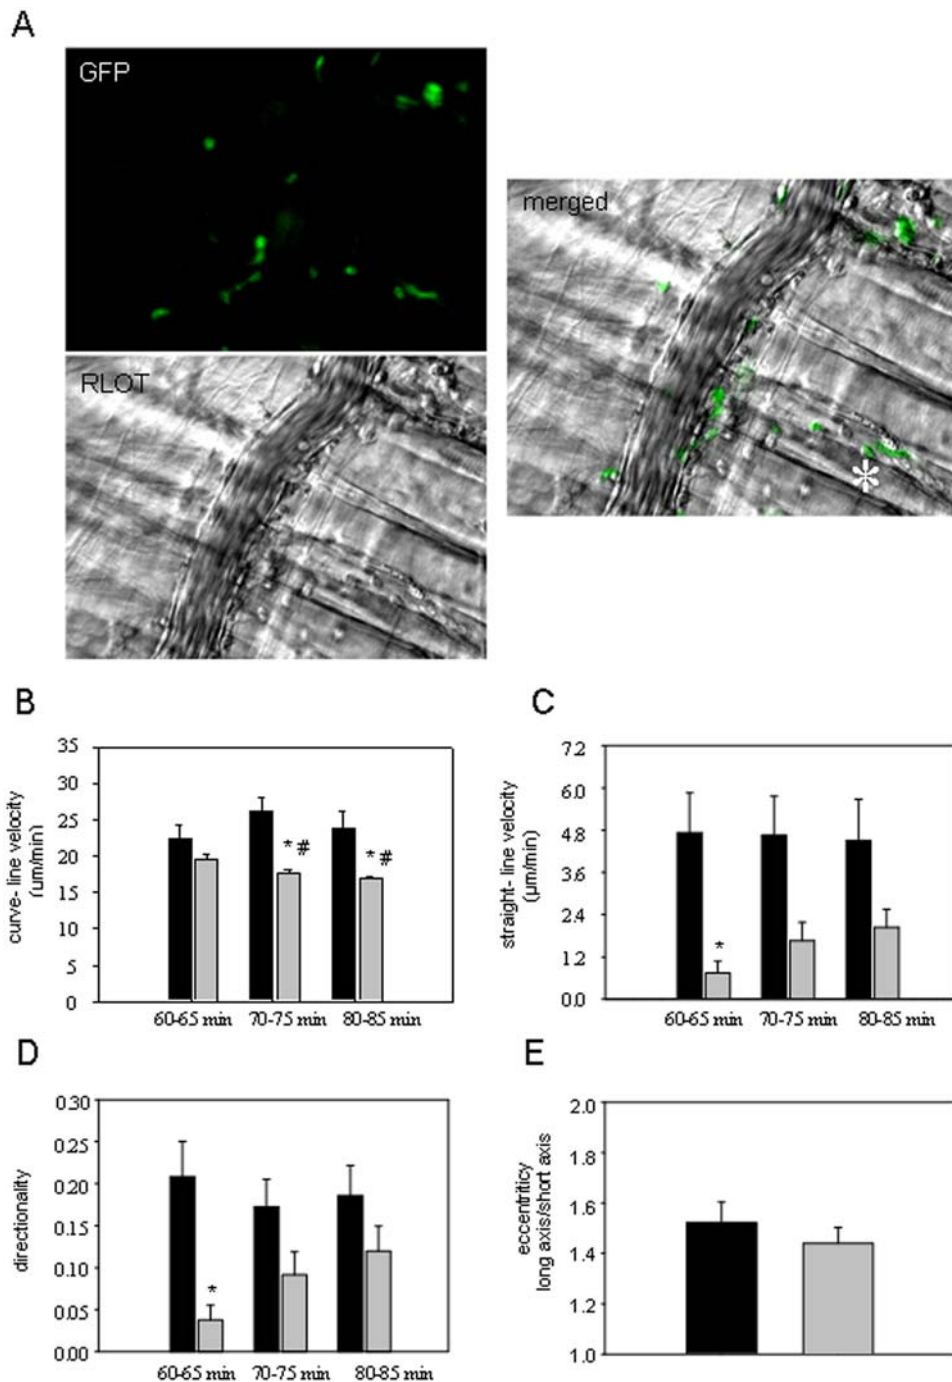 A
GFP
merged
RLOT
*
B
35
30
25
20
15
10
5
0
curve- line velocity
(µm/min)
* #
* #
60-65 min 70-75 min 80-85 min
C
7.2
6.0
4.8
3.6
2.4
1.2
0.0
straight- line velocity
(µm/min)
*
60-65 min 70-75 min 80-85 min
D
0.30
0.25
0.20
0.15
0.10
0.05
0.00
directionality
*
60-65 min 70-75 min 80-85 min
E
2.0
1.8
1.6
1.4
1.2
1.0
eccentriticy
long axis/short axis